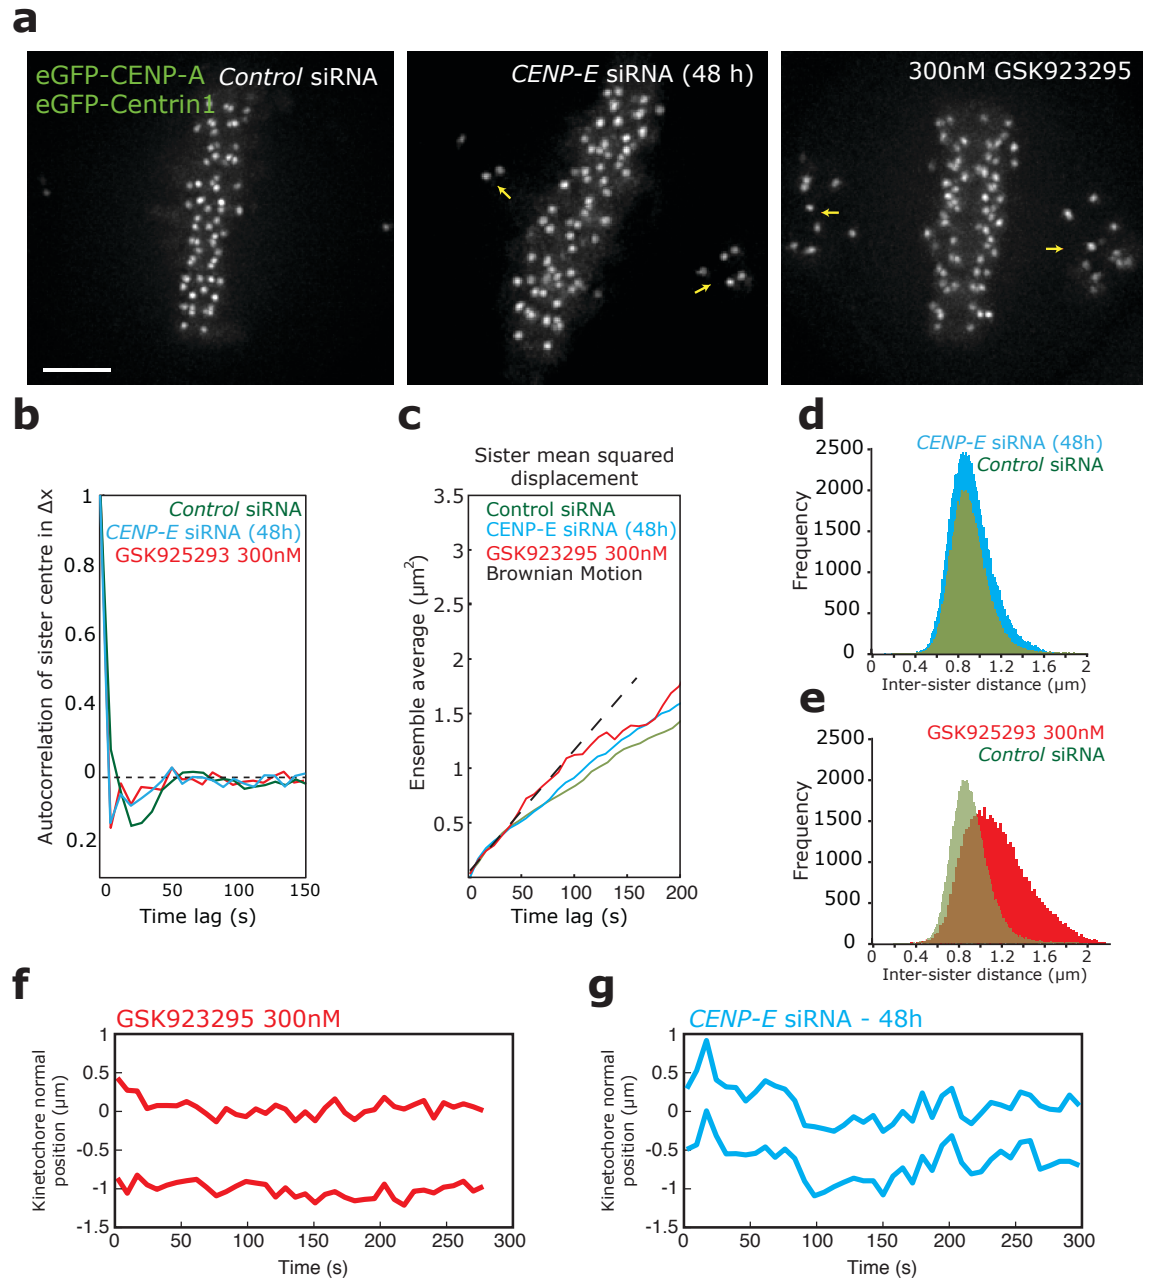 a
eGFP-CENP-A
eGFP-Centrin1
Control siRNA
CENP-E siRNA (48 h)
300nM GSK923295
b
Autocorrelation of sister centre in Δx
1
0.8
0.6
0.4
0
0.2
Control siRNA
CENP-E siRNA (48h)
GSK925293 300nM
0 50 100 150
Time lag (s)
c
Sister mean squared
displacement
Ensemble average (µm²)
3.5
3
2.5
2
1.5
1
0.5
Control siRNA
CENP-E siRNA (48h)
GSK923295 300nM
Brownian Motion
0 50 100 150 200
Time lag (s)
d
CENP-E siRNA (48h)
Control siRNA
Frequency
2500
2000
1500
1000
500
0
0 0.4 0.8 1.2 1.6 2
Inter-sister distance (µm)
e
GSK925293 300nM
Control siRNA
Frequency
2500
2000
1500
1000
500
0
0 0.4 0.8 1.2 1.6 2
Inter-sister distance (µm)
f
GSK923295 300nM
Kinetochore normal
position (µm)
1
0.5
0
-0.5
-1
-1.5
0 50 100 150 200 250 300
Time (s)
g
CENP-E siRNA - 48h
Kinetochore normal
position (µm)
1
0.5
0
-0.5
-1
-1.5
0 50 100 150 200 250 300
Time (s)